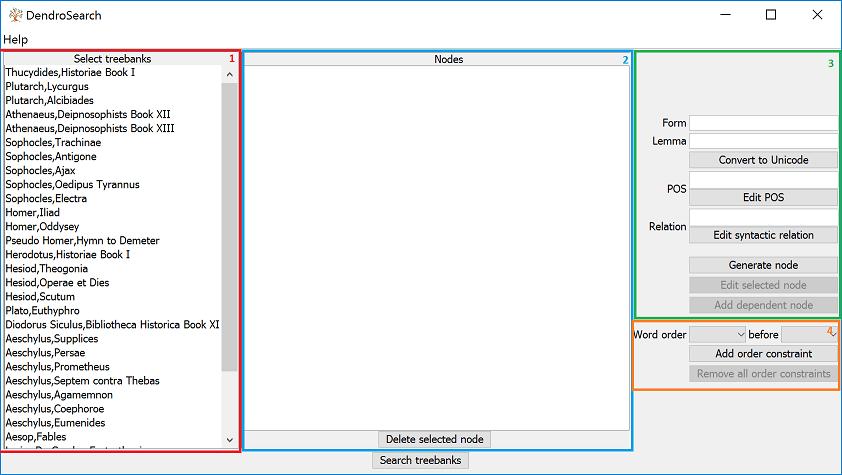 DendroSearch
Help
Select treebanks 1
Thucydides,Historiae Book I
Plutarch,Lycurgus
Plutarch,Alcibiades
Athenaeus,Deipnosophists Book XII
Athenaeus,Deipnosophists Book XIII
Sophocles,Trachinae
Sophocles,Antigone
Sophocles,Ajax
Sophocles,Oedipus Tyrannus
Sophocles,Electra
Homer,Iliad
Homer,Oddysey
Pseudo Homer,Hymn to Demeter
Herodotus,Historiae Book I
Hesiod,Theogonia
Hesiod,Operae et Dies
Hesiod,Scutum
Plato,Euthyphro
Diodorus Siculus,Bibliotheca Historica Book XI
Aeschylus,Supplices
Aeschylus,Persae
Aeschylus,Prometheus
Aeschylus,Septem contra Thebas
Aeschylus,Agamemnon
Aeschylus,Coephoroe
Aeschylus,Eumenides
Aesop,Fables
Nodes 2
Delete selected node
3
Form
Lemma
Convert to Unicode
POS
Edit POS
Relation
Edit syntactic relation
Generate node
Edit selected node
Add dependent node
Word order before 4
Add order constraint
Remove all order constraints
Search treebanks